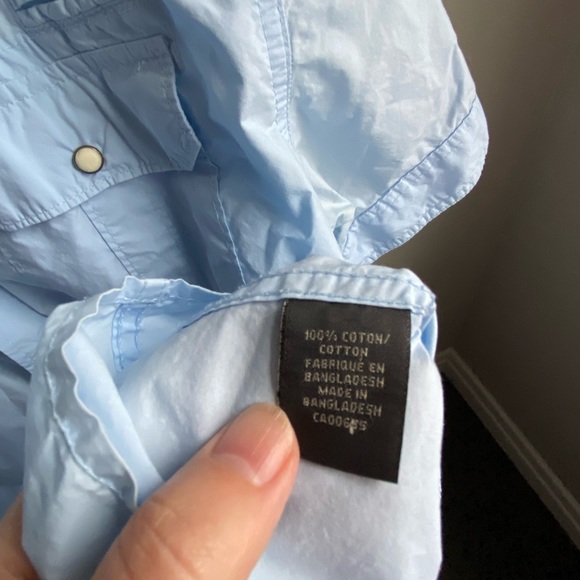 100% COTON/
COTTON
FABRIQUÉ EN
BANGLADESH
MADE IN
BANGLADESH